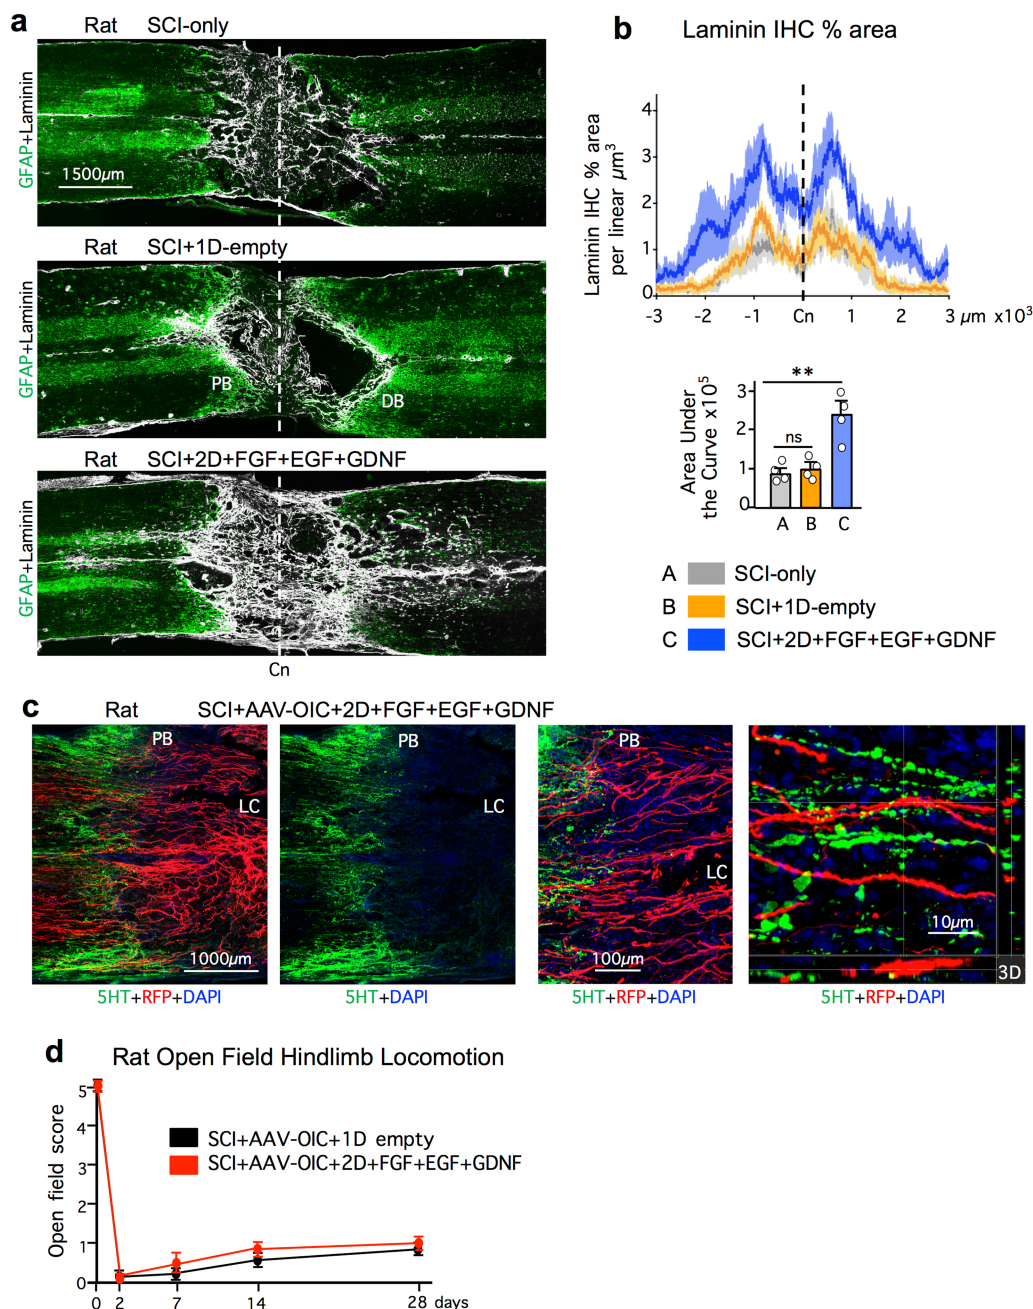 a
Rat SCI-only
GFAP+Laminin
1500µm
Rat SCI+1D-empty
GFAP+Laminin
PB
DB
Rat SCI+2D+FGF+EGF+GDNF
GFAP+Laminin
Cn
b Laminin IHC % area
Laminin IHC % area
per linear µm³
4
3
2
1
0
-3 -2 -1 Cn 1 2 3 µm x10³
Area Under
the Curve x10⁵
3
2
1
0
**
ns
A B C
A SCI-only
B SCI+1D-empty
C SCI+2D+FGF+EGF+GDNF
c Rat SCI+AAV-OIC+2D+FGF+EGF+GDNF
PB
LC
1000µm
5HT+RFP+DAPI
PB
LC
5HT+DAPI
PB
LC
100µm
5HT+RFP+DAPI
10µm
3D
5HT+RFP+DAPI
d Rat Open Field Hindlimb Locomotion
Open field score
5
4
3
2
1
0
SCI+AAV-OIC+1D empty
SCI+AAV-OIC+2D+FGF+EGF+GDNF
0 2 7 14 28 days